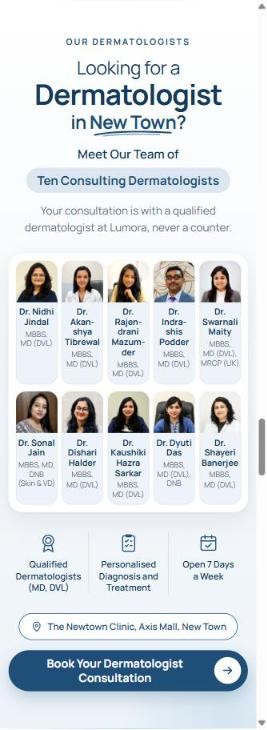 OUR DERMATOLOGISTS
Looking for a
Dermatologist
in New Town?
Meet Our Team of
Ten Consulting Dermatologists
Your consultation is with a qualified
dermatologist at Lumora, never a counter.
Dr. Nidhi
Jindal
MBBS,
MD (DVL)
Dr.
Akan-
shya
Tibrewal
MBBS,
MD (DVL)
Dr.
Rajen-
drani
Mazum-
der
MBBS,
MD (DVL)
Dr.
Indra-
shis
Podder
MBBS,
MD (DVL)
Dr.
Swarnali
Maity
MBBS,
MD (DVL),
MRCP (UK)
Dr. Sonal
Jain
MBBS, MD,
DNB
(Skin & VD)
Dr.
Dishari
Halder
MBBS,
MD (DVL)
Dr.
Kaushiki
Hazra
Sarkar
MBBS,
MD (DVL)
Dr. Dyuti
Das
MBBS,
MD (DVL),
DNB
Dr.
Shayeri
Banerjee
MBBS,
MD (DVL)
Qualified
Dermatologists
(MD, DVL)
Personalised
Diagnosis and
Treatment
Open 7 Days
a Week
The Newtown Clinic, Axis Mall, New Town
Book Your Dermatologist
Consultation